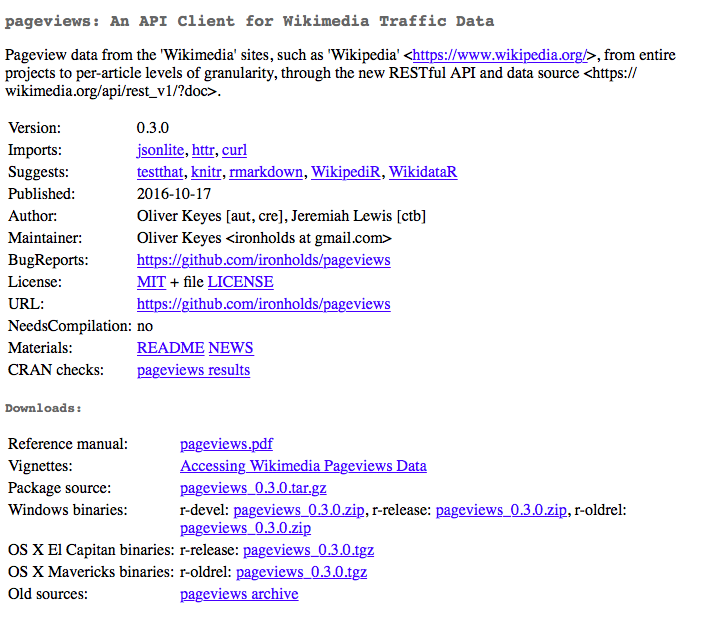 pageviews: An API Client for Wikimedia Traffic Data
Pageview data from the 'Wikimedia' sites, such as 'Wikipedia' <https://www.wikipedia.org/>, from entire
projects to per-article levels of granularity, through the new RESTful API and data source <https://
wikimedia.org/api/rest_v1/?doc>.
Version: 0.3.0
Imports: jsonlite, httr, curl
Suggests: testthat, knitr, rmarkdown, WikipediR, WikidataR
Published: 2016-10-17
Author: Oliver Keyes [aut, cre], Jeremiah Lewis [ctb]
Maintainer: Oliver Keyes <ironholds at gmail.com>
BugReports: https://github.com/ironholds/pageviews
License: MIT + file LICENSE
URL: https://github.com/ironholds/pageviews
NeedsCompilation: no
Materials: README NEWS
CRAN checks: pageviews results
Downloads:
Reference manual: pageviews.pdf
Vignettes: Accessing Wikimedia Pageviews Data
Package source: pageviews_0.3.0.tar.gz
Windows binaries: r-devel: pageviews_0.3.0.zip, r-release: pageviews_0.3.0.zip, r-oldrel:
pageviews_0.3.0.zip
OS X El Capitan binaries: r-release: pageviews_0.3.0.tgz
OS X Mavericks binaries: r-oldrel: pageviews_0.3.0.tgz
Old sources: pageviews archive